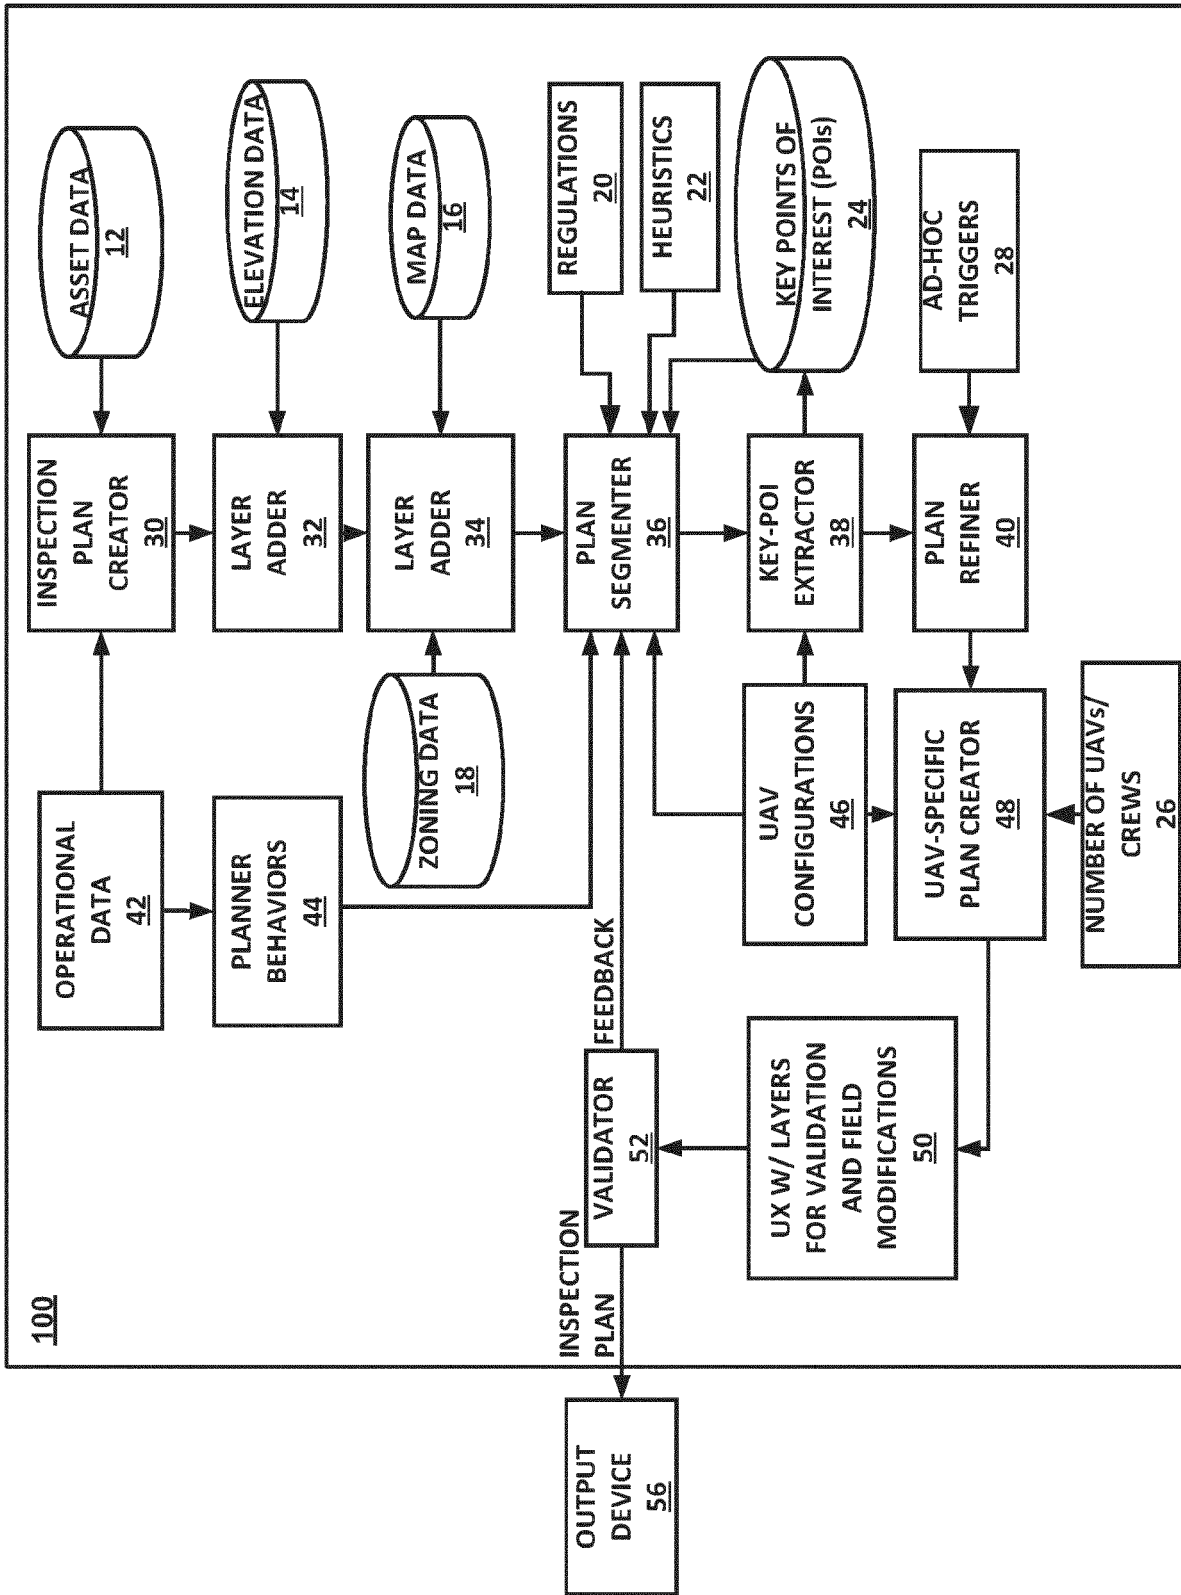 100
OPERATIONAL
DATA
42
INSPECTION
PLAN
CREATOR
30
ASSET DATA
12
PLANNER
BEHAVIORS
44
LAYER
ADDER
32
ELEVATION DATA
14
ZONING DATA
18
LAYER
ADDER
34
MAP DATA
16
INSPECTION
PLAN
OUTPUT
DEVICE
56
VALIDATOR
52
FEEDBACK
PLAN
SEGMENTER
36
REGULATIONS
20
HEURISTICS
22
UX W/ LAYERS
FOR VALIDATION
AND FIELD
MODIFICATIONS
50
UAV
CONFIGURATIONS
46
KEY-POI
EXTRACTOR
38
KEY POINTS OF
INTEREST (POIs)
24
UAV-SPECIFIC
PLAN CREATOR
48
PLAN
REFINER
40
AD-HOC
TRIGGERS
28
NUMBER OF UAVs/
CREWS
26